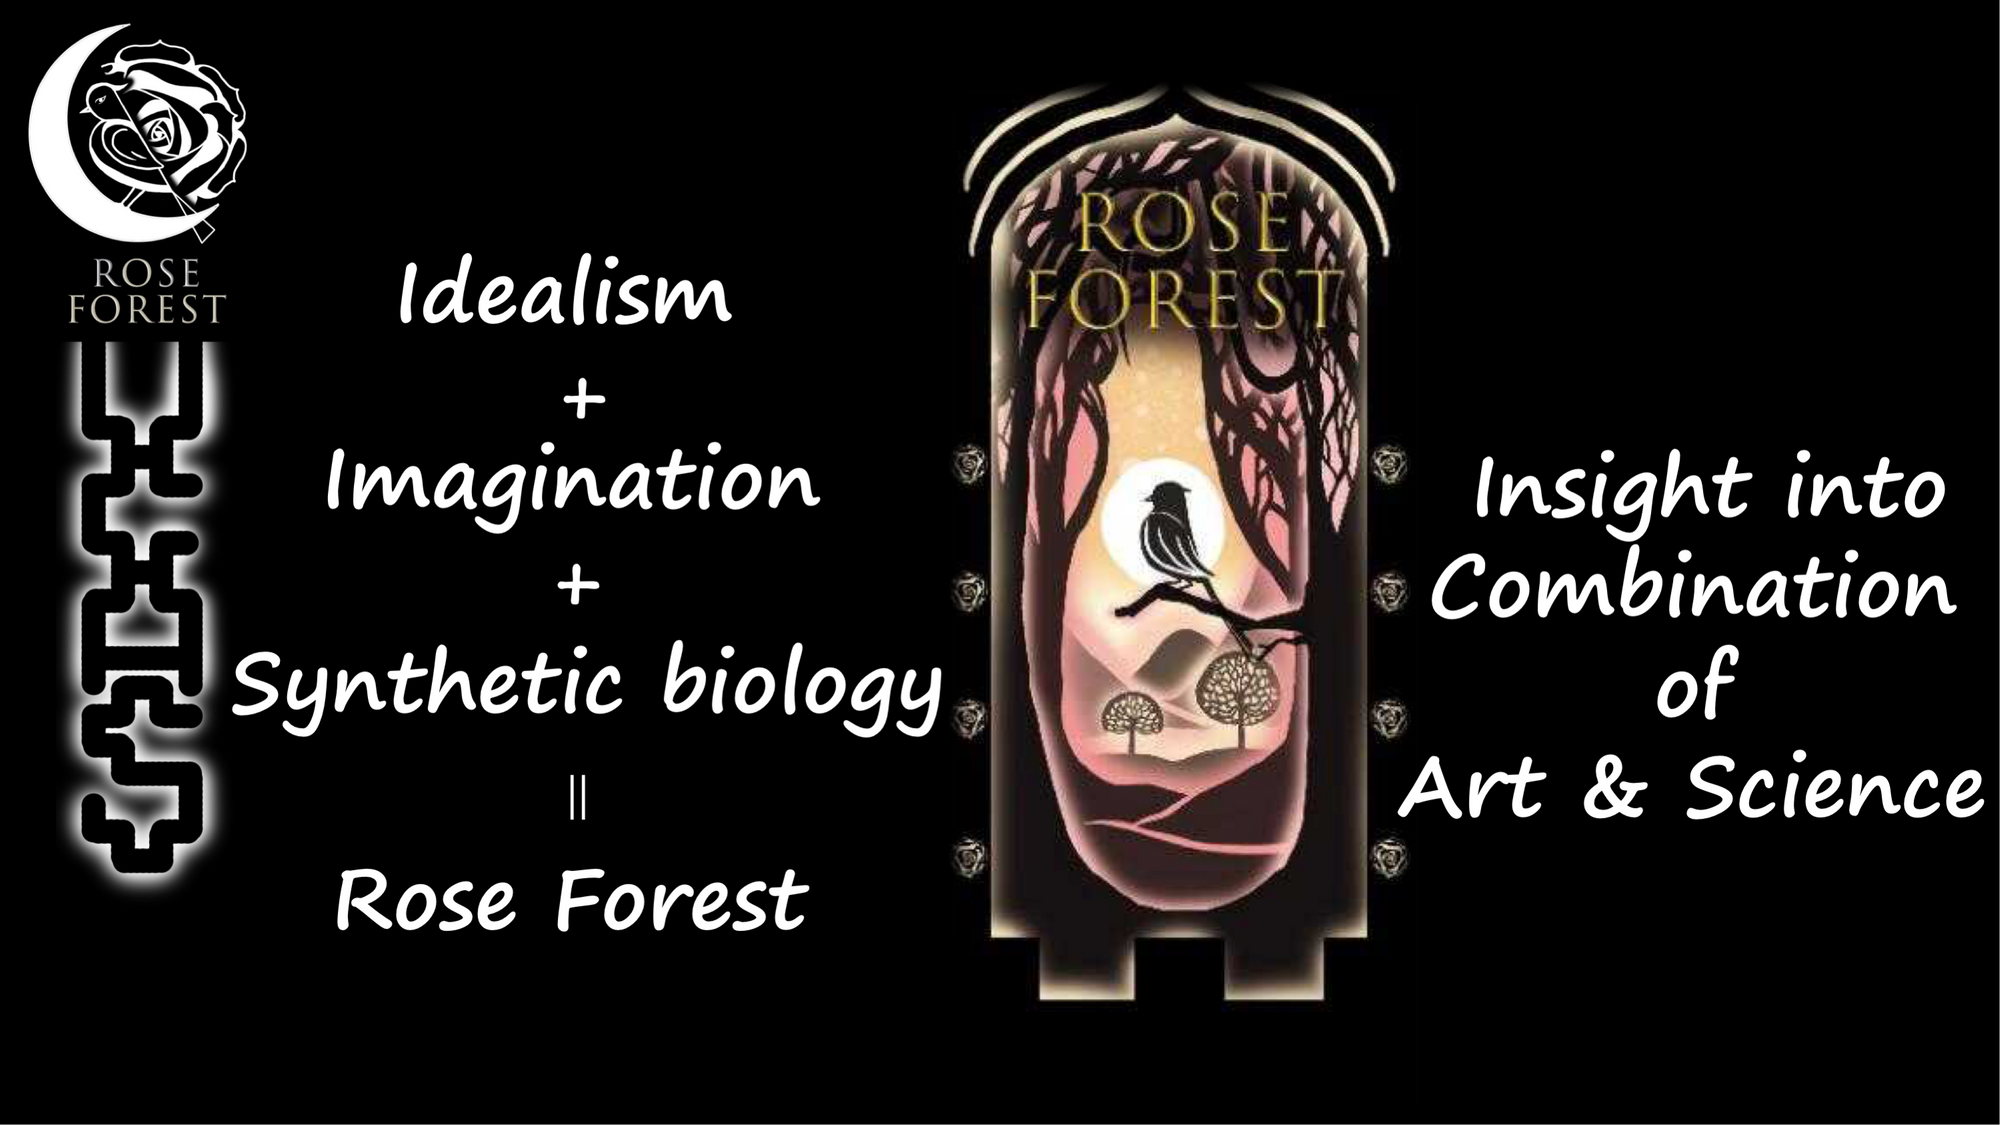 ROSE
FOREST
Idealism
+
Imagination
+
Synthetic biology
||
Rose Forest
ROSE
FOREST
Insight into
Combination
of
Art & Science